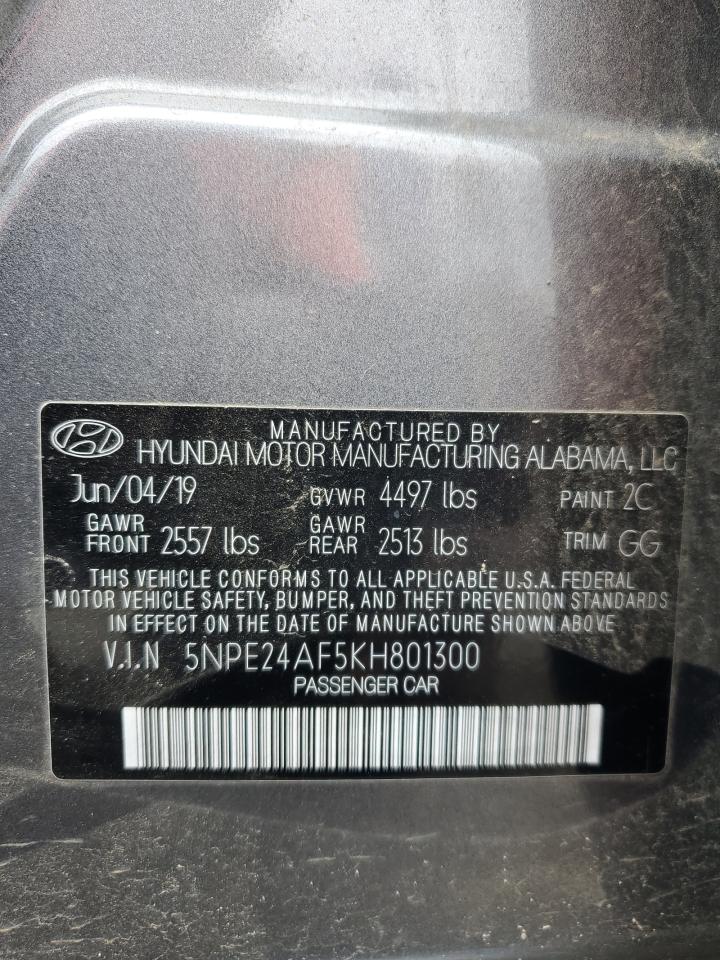 MANUFACTURED BY
HYUNDAI MOTOR MANUFACTURING ALABAMA, LLC
Jun/04/19 GVWR 4497 lbs PAINT 2C
GAWR FRONT 2557 lbs GAWR REAR 2513 lbs TRIM GG
THIS VEHICLE CONFORMS TO ALL APPLICABLE U.S.A. FEDERAL
MOTOR VEHICLE SAFETY, BUMPER, AND THEFT PREVENTION STANDARDS
IN EFFECT ON THE DATE OF MANUFACTURE SHOWN ABOVE
V.I.N 5NPE24AF5KH801300
PASSENGER CAR